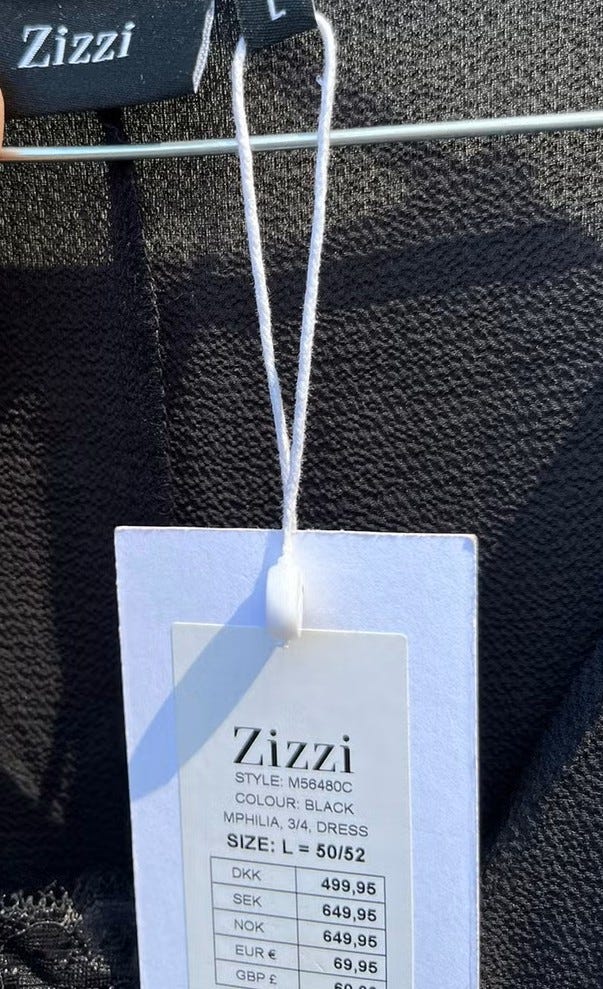 Zizzi
L
Zizzi
STYLE: M56480C
COLOUR: BLACK
MPHILIA, 3/4, DRESS
SIZE: L = 50/52
DKK 499,95
SEK 649,95
NOK 649,95
EUR € 69,95
GBP £